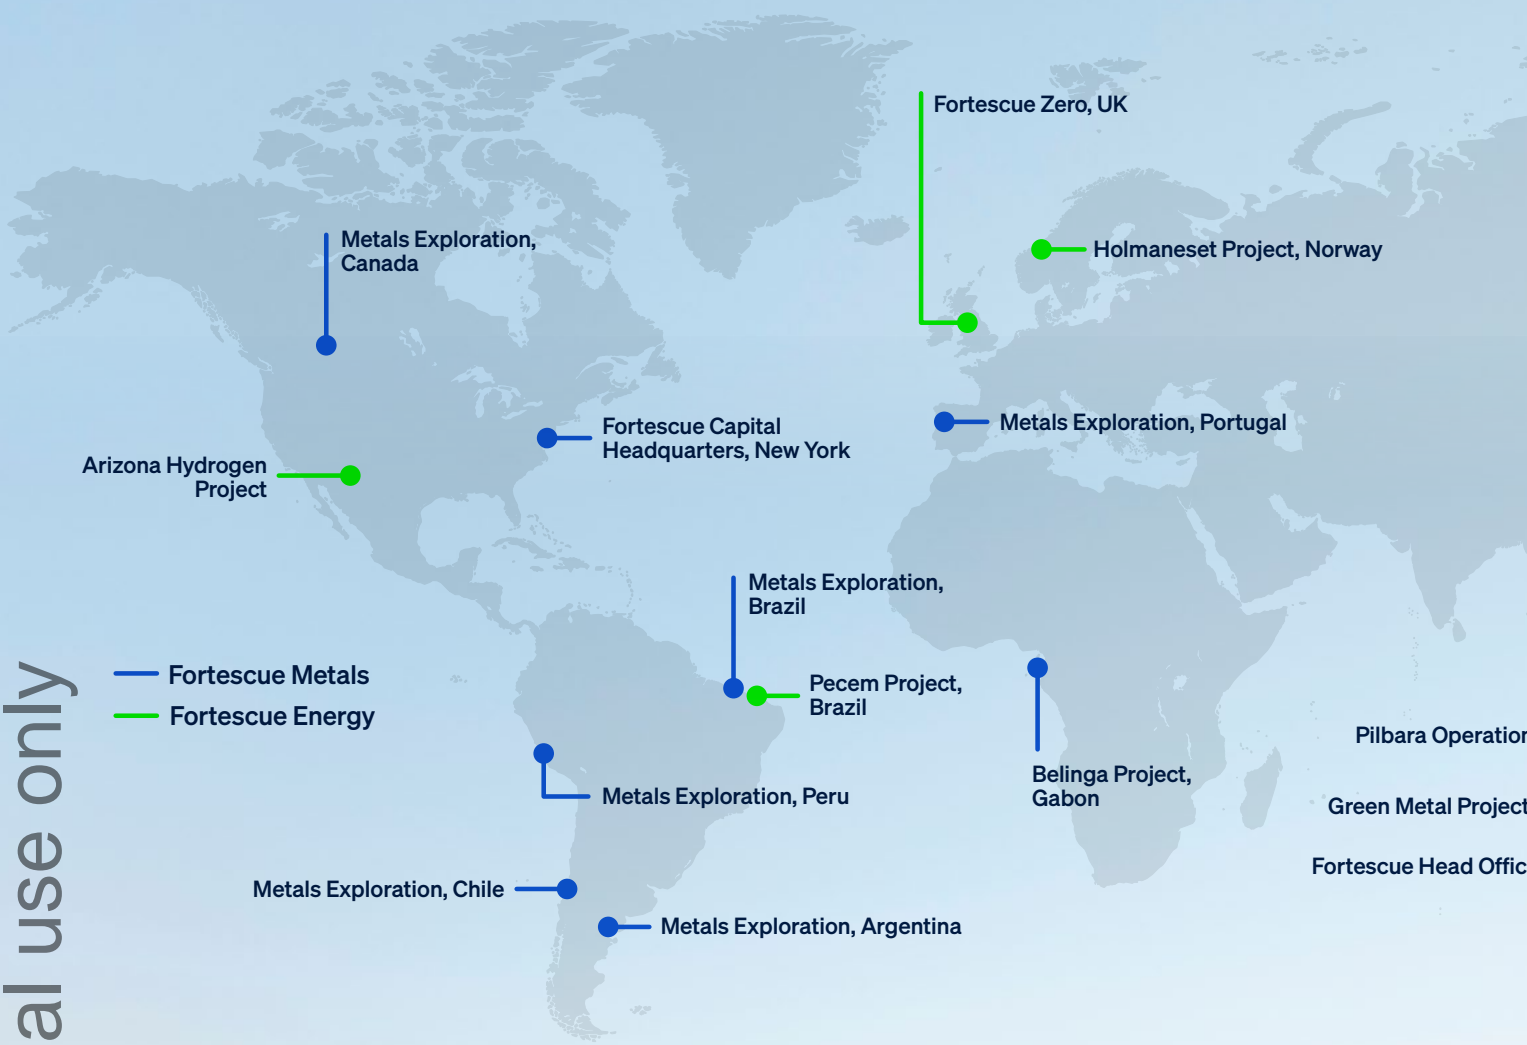 Fortescue Zero, UK
Metals Exploration,
Canada
Holmaneset Project, Norway
Fortescue Capital
Headquarters, New York
Metals Exploration, Portugal
Arizona Hydrogen
Project
Metals Exploration,
Brazil
Fortescue Metals
Fortescue Energy
Pecem Project,
Brazil
Pilbara Operation
Belinga Project,
Gabon
Metals Exploration, Peru
Green Metal Project
Fortescue Head Offic
Metals Exploration, Chile
Metals Exploration, Argentina
al use only